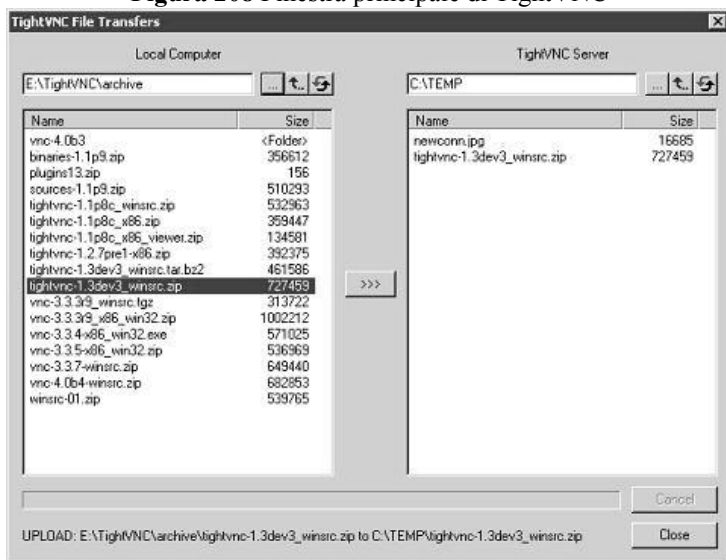 Figura 208 Finestra principale di TightVNC
TightVNC File Transfers
Local Computer
TightVNC Server
E:\TightVNC\archive
...
C:\TEMP
...
Name Size
Name Size
vnc-4.0b3 <Folder>
newconn.jpg 16685
binaries-1.1p9.zip 356612
tightvnc-1.3dev3_winsrc.zip 727459
plugins13.zip 156
sources-1.1p9.zip 510293
tightvnc-1.1p8c_winsrc.zip 532963
tightvnc-1.1p8c_x86.zip 359447
tightvnc-1.1p8c_x86_viewer.zip 134581
tightvnc-1.2.7pre1-x86.zip 392375
tightvnc-1.3dev3_winsrc.tar.bz2 461586
tightvnc-1.3dev3_winsrc.zip 727459
>>>
vnc-3.3.3r9_winsrc.tgz 313722
vnc-3.3.3r9_x86_win32.zip 1002212
vnc-3.3.4-x86_win32.exe 571025
vnc-3.3.5-x86_win32.zip 536969
vnc-3.3.7-winsrc.zip 649440
vnc-4.0b4-winsrc.zip 682853
winsrc-01.zip 539765
Cancel
UPLOAD: E:\TightVNC\archive\tightvnc-1.3dev3_winsrc.zip to C:\TEMP\tightvnc-1.3dev3_winsrc.zip
Close